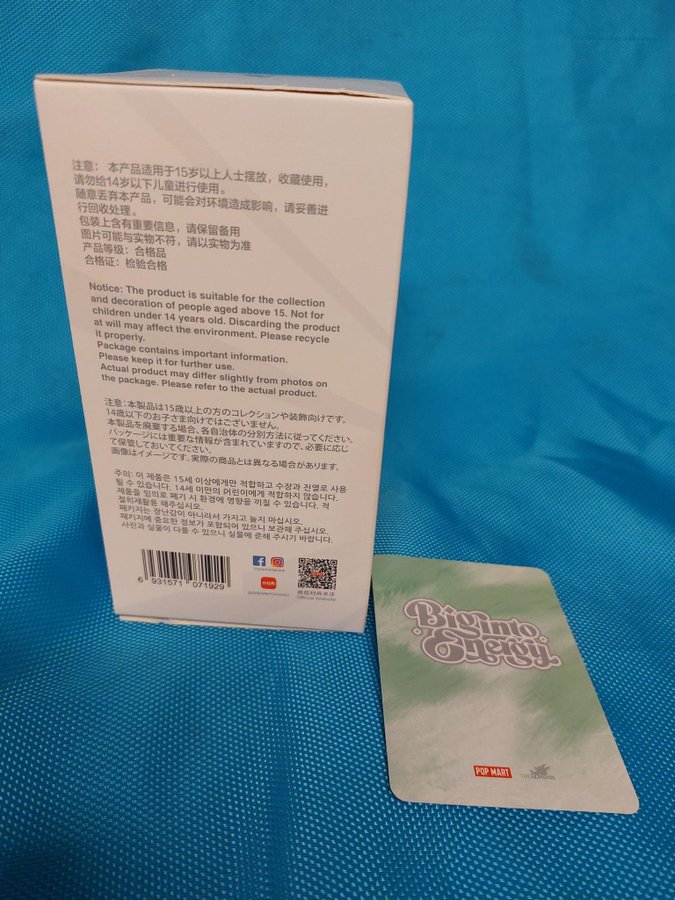 注意： 本产品适用于15岁以上人士摆放，收藏使用，
请勿给14岁以下儿童进行使用。
随意丢弃本产品，可能会对环境造成影响，请妥善进
行回收处理。
包装上含有重要信息，请保留备用
图片可能与实物不符，请以实物为准
产品等级：合格品
合格证：检验合格
Notice: The product is suitable for the collection
and decoration of people aged above 15. Not for
children under 14 years old. Discarding the product
at will may affect the environment. Please recycle
it properly.
Package contains important information.
Please keep it for further use.
Actual product may differ slightly from photos on
the package. Please refer to the actual product.
注意：本製品は15歳以上の方のコレクションや装飾向けです。
14歳以下のお子さま向けではございません。
本製品を廃棄する場合、各自治体の分別方法に従ってください。
パッケージには重要な情報が含まれていますので、必要に応じ
て保管しておいてください。
画像はイメージです。実際の商品とは異なる場合があります。
주의: 이 제품은 15세 이상에게만 적합하고 수장과 진열로 사용
될 수 있습니다. 14세 미만의 어린이에게 적합하지 않습니다.
제품을 임의로 폐기 시 환경에 영향을 끼칠 수 있습니다. 적
절히재활용 해주십시오.
패키지는 장난감이 아니라서 가지고 놀지 마십시오.
패키지에 중요한 정보가 포함되어 있으니 보관해 주십시오.
사진과 실물이 다를 수 있으니 실물에 준해 주시기 바랍니다.
6 931571 071929
小红书
微信扫码关注
Official Website
Big into
Energy
POP MART
THE MONSTERS